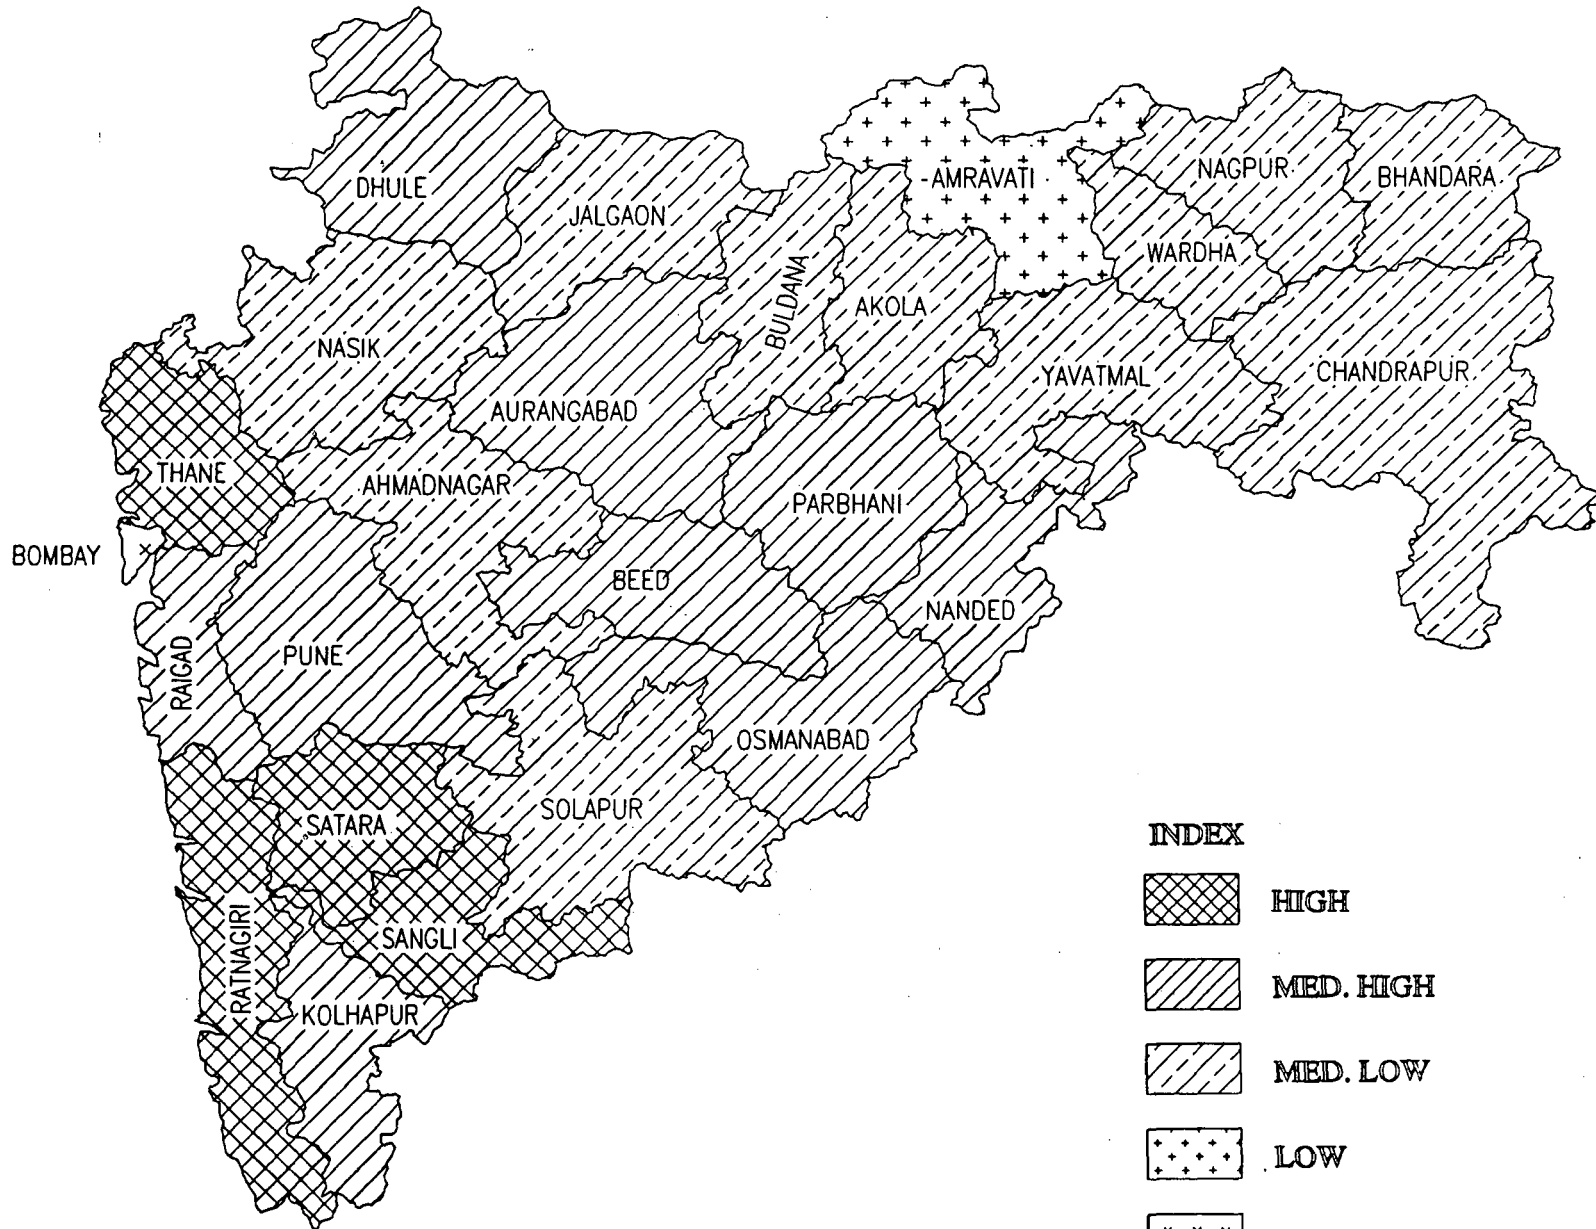 DHULE
JALGAON
AMRAVATI
NAGPUR
BHANDARA
WARDHA
NASIK
BULDANA
AKOLA
YAVATMAL
CHANDRAPUR
AURANGABAD
THANE
AHMADNAGAR
PARBHANI
BOMBAY
BEED
NANDED
RAIGAD
PUNE
OSMANABAD
SATARA
SOLAPUR
RATNAGIRI
SANGLI
KOLHAPUR
INDEX
HIGH
MED. HIGH
MED. LOW
LOW